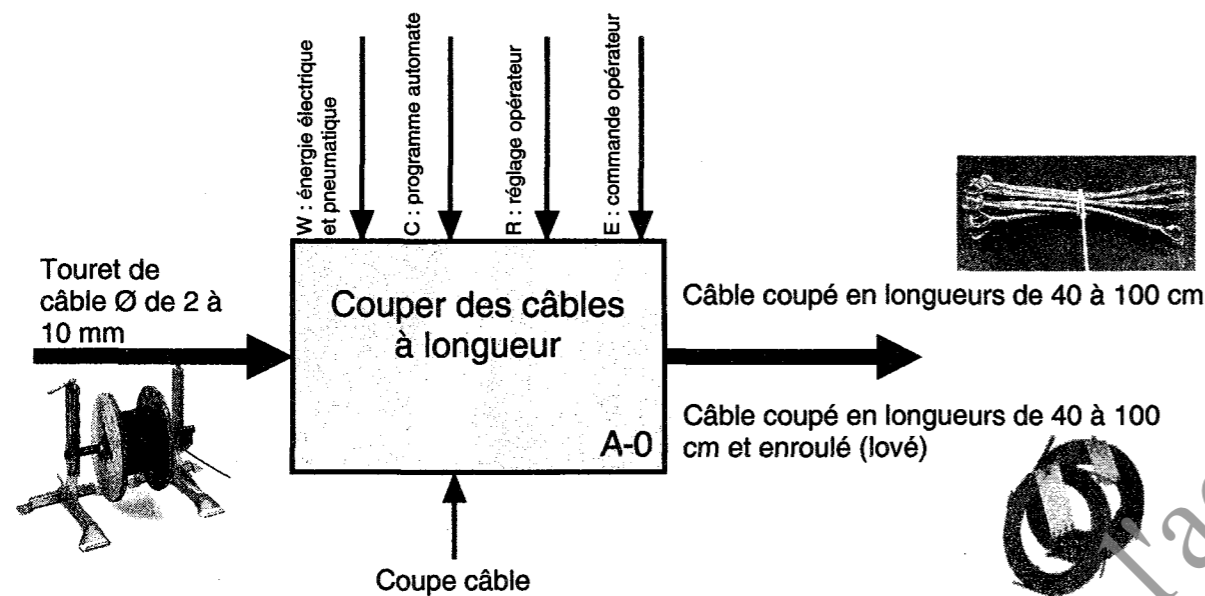 W : énergie électrique
et pneumatique
C : programme automate
R : réglage opérateur
E : commande opérateur
Touret de
câble Ø de 2 à
10 mm
Couper des câbles
à longueur
A-0
Câble coupé en longueurs de 40 à 100 cm
Câble coupé en longueurs de 40 à 100
cm et enroulé (lové)
Coupe câble